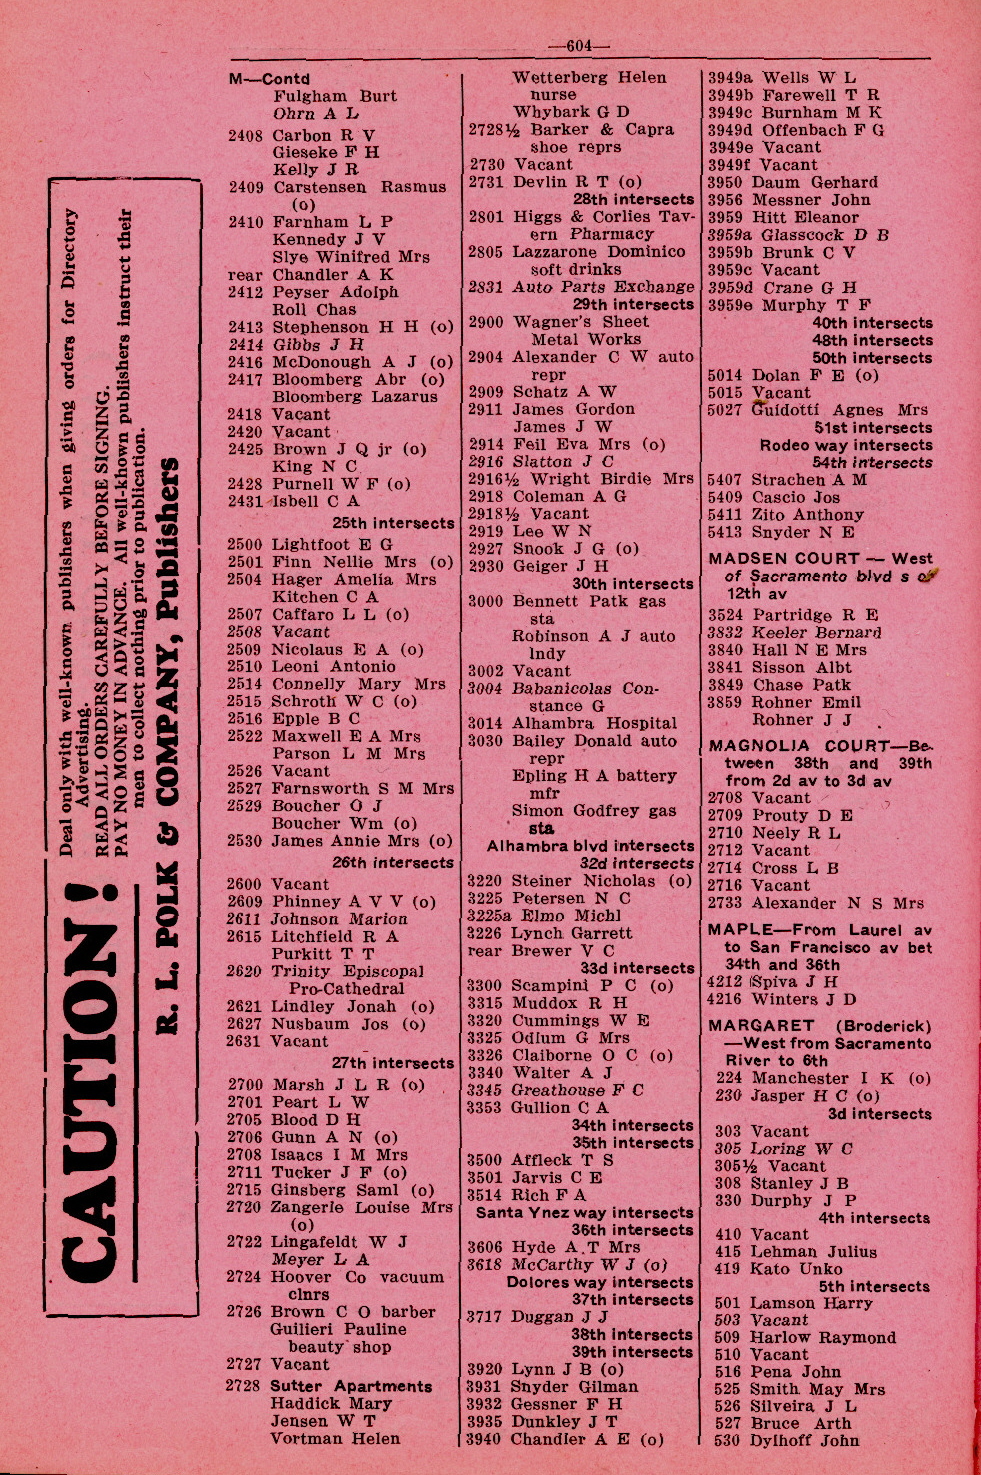 —604—
Deal only with well-known publishers when giving orders for Directory
Advertising.
READ ALL ORDERS CAREFULLY BEFORE SIGNING.
PAY NO MONEY IN ADVANCE. All well-known publishers instruct their
men to collect nothing prior to publication.
CAUTION!
R. L. POLK & COMPANY, Publishers
M—Contd
Fulgham Burt
Ohrn A L
2408 Carbon R V
Gieseke F H
Kelly J R
2409 Carstensen Rasmus
(o)
2410 Farnham L P
Kennedy J V
Slye Winifred Mrs
rear Chandler A K
2412 Peyser Adolph
Roll Chas
2413 Stephenson H H (o)
2414 Gibbs J H
2416 McDonough A J (o)
2417 Bloomberg Abr (o)
Bloomberg Lazarus
2418 Vacant
2420 Vacant
2425 Brown J Q jr (o)
King N C
2428 Purnell W F (o)
2431 Isbell C A
25th intersects
2500 Lightfoot E G
2501 Finn Nellie Mrs (o)
2504 Hager Amelia Mrs
Kitchen C A
2507 Caffaro L L (o)
2508 Vacant
2509 Nicolaus E A (o)
2510 Leoni Antonio
2514 Connelly Mary Mrs
2515 Schroth W C (o)
2516 Epple B C
2522 Maxwell E A Mrs
Parson L M Mrs
2526 Vacant
2527 Farnsworth S M Mrs
2529 Boucher O J
Boucher Wm (o)
2530 James Annie Mrs (o)
26th intersects
2600 Vacant
2609 Phinney A V V (o)
2611 Johnson Marion
2615 Litchfield R A
Purkitt T T
2620 Trinity Episcopal
Pro-Cathedral
2621 Lindley Jonah (o)
2627 Nusbaum Jos (o)
2631 Vacant
27th intersects
2700 Marsh J L R (o)
2701 Peart L W
2705 Blood D H
2706 Gunn A N (o)
2708 Isaacs I M Mrs
2711 Tucker J F (o)
2715 Ginsberg Saml (o)
2720 Zangerle Louise Mrs
(o)
2722 Lingafeldt W J
Meyer L A
2724 Hoover Co vacuum
clnrs
2726 Brown C O barber
Guilieri Pauline
beauty shop
2727 Vacant
2728 Sutter Apartments
Haddick Mary
Jensen W T
Vortman Helen
Wetterberg Helen
nurse
Whybark G D
2728½ Barker & Capra
shoe reprs
2730 Vacant
2731 Devlin R T (o)
28th intersects
2801 Higgs & Corlies Tav-
ern Pharmacy
2805 Lazzarone Dominico
soft drinks
2831 Auto Parts Exchange
29th intersects
2900 Wagner's Sheet
Metal Works
2904 Alexander C W auto
repr
2909 Schatz A W
2911 James Gordon
James J W
2914 Feil Eva Mrs (o)
2916 Slatton J C
2916½ Wright Birdie Mrs
2918 Coleman A G
2918½ Vacant
2919 Lee W N
2927 Snook J G (o)
2930 Geiger J H
30th intersects
3000 Bennett Patk gas
sta
Robinson A J auto
lndy
3002 Vacant
3004 Babanicolas Con-
stance G
3014 Alhambra Hospital
3030 Bailey Donald auto
repr
Epling H A battery
mfr
Simon Godfrey gas
sta
Alhambra blvd intersects
32d intersects
3220 Steiner Nicholas (o)
3225 Petersen N C
3225a Elmo Michl
3226 Lynch Garrett
rear Brewer V C
33d intersects
3300 Scampini P C (o)
3315 Muddox R H
3320 Cummings W E
3325 Odium G Mrs
3326 Claiborne O C (o)
3340 Walter A J
3345 Greathouse F C
3353 Gullion C A
34th intersects
35th intersects
3500 Affleck T S
3501 Jarvis C E
3514 Rich F A
Santa Ynez way intersects
36th intersects
3606 Hyde A T Mrs
3618 McCarthy W J (o)
Dolores way intersects
37th intersects
3717 Duggan J J
38th intersects
39th intersects
3920 Lynn J B (o)
3931 Snyder Gilman
3932 Gessner F H
3935 Dunkley J T
3940 Chandler A E (o)
3949a Wells W L
3949b Farewell T R
3949c Burnham M K
3949d Offenbach F G
3949e Vacant
3949f Vacant
3950 Daum Gerhard
3956 Messner John
3959 Hitt Eleanor
3959a Glasscock D B
3959b Brunk C V
3959c Vacant
3959d Crane G H
3959e Murphy T F
40th intersects
48th intersects
50th intersects
5014 Dolan F E (o)
5015 Vacant
5027 Guidotti Agnes Mrs
51st intersects
Rodeo way intersects
54th intersects
5407 Strachen A M
5409 Cascio Jos
5411 Zito Anthony
5413 Snyder N E
MADSEN COURT — West
of Sacramento blvd s of
12th av
3524 Partridge R E
3832 Keeler Bernard
3840 Hall N E Mrs
3841 Sisson Albt
3849 Chase Patk
3859 Rohner Emil
Rohner J J
MAGNOLIA COURT—Be-
tween 38th and 39th
from 2d av to 3d av
2708 Vacant
2709 Prouty D E
2710 Neely R L
2712 Vacant
2714 Cross L B
2716 Vacant
2733 Alexander N S Mrs
MAPLE—From Laurel av
to San Francisco av bet
34th and 36th
4212 Spiva J H
4216 Winters J D
MARGARET (Broderick)
—West from Sacramento
River to 6th
224 Manchester I K (o)
230 Jasper H C (o)
3d intersects
303 Vacant
305 Loring W C
305½ Vacant
308 Stanley J B
330 Durphy J P
4th intersects
410 Vacant
415 Lehman Julius
419 Kato Unko
5th intersects
501 Lamson Harry
503 Vacant
509 Harlow Raymond
510 Vacant
516 Pena John
525 Smith May Mrs
526 Silveira J L
527 Bruce Arth
530 Dylhoff John